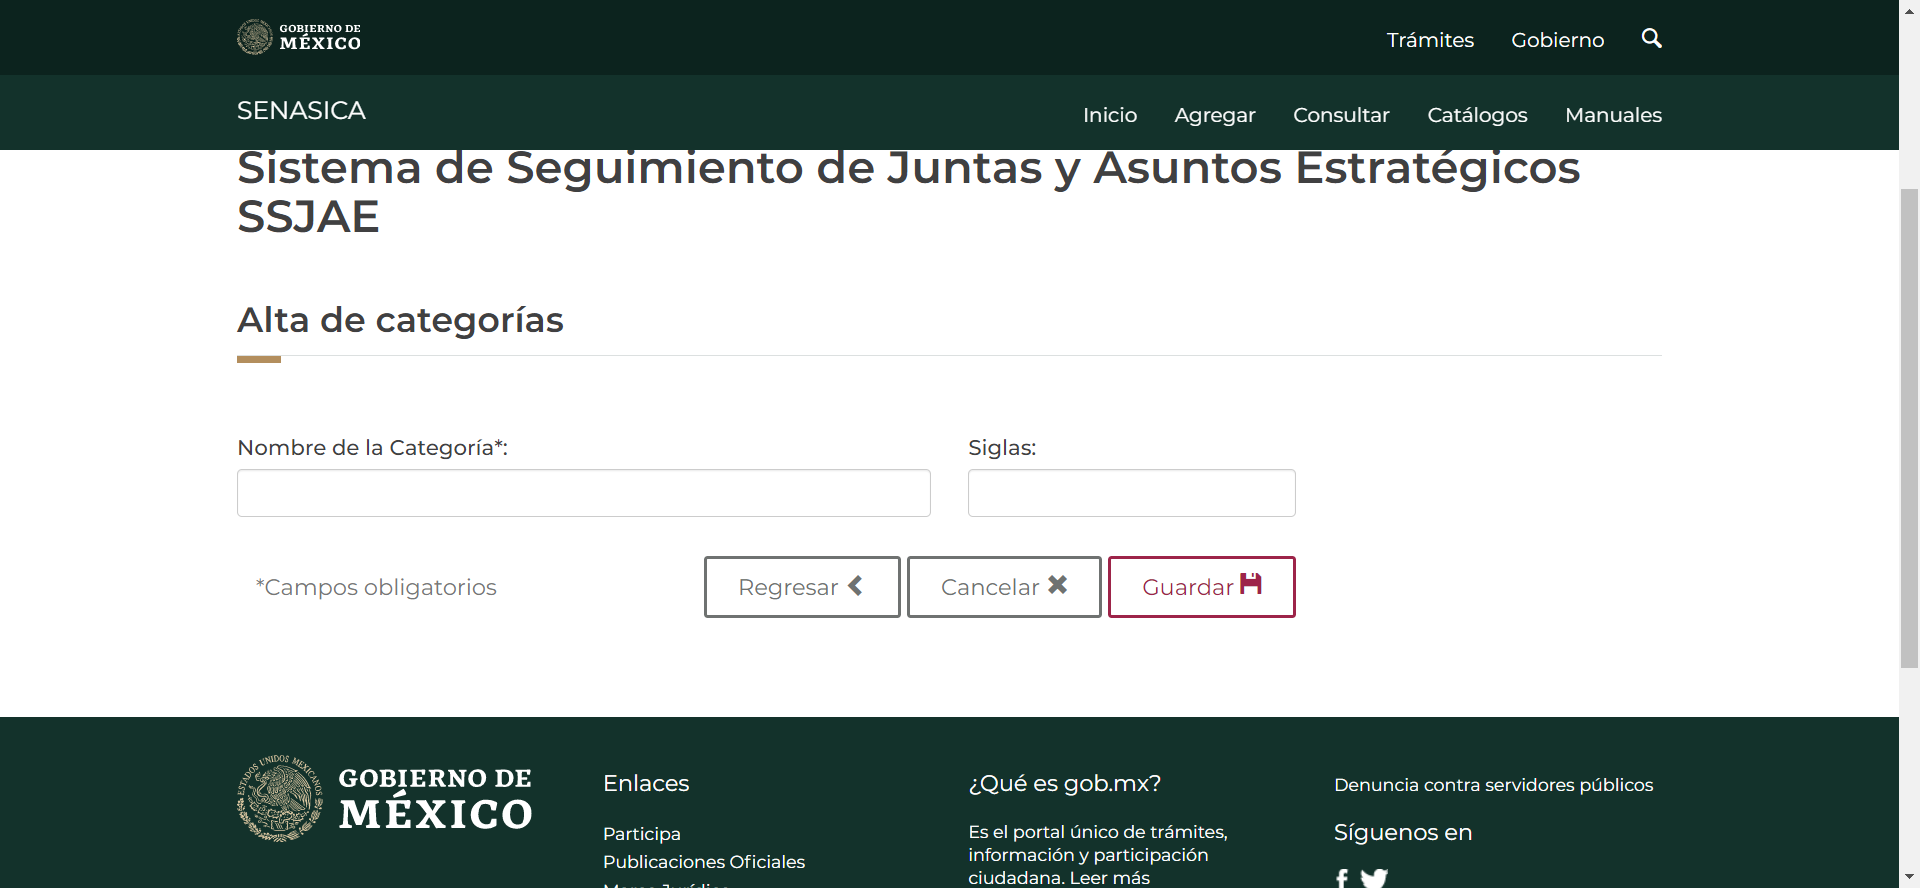 GOBIERNO DE
MÉXICO
Trámites Gobierno
SENASICA
Inicio Agregar Consultar Catálogos Manuales
Sistema de Seguimiento de Juntas y Asuntos Estratégicos
SSJAE
Alta de categorías
Nombre de la Categoría*:
Siglas:
*Campos obligatorios
Regresar
Cancelar
Guardar
ESTADOS UNIDOS MEXICANOS
GOBIERNO DE
MÉXICO
Enlaces
Participa
Publicaciones Oficiales
Marco Jurídico
¿Qué es gob.mx?
Es el portal único de trámites,
información y participación
ciudadana. Leer más
Denuncia contra servidores públicos
Síguenos en